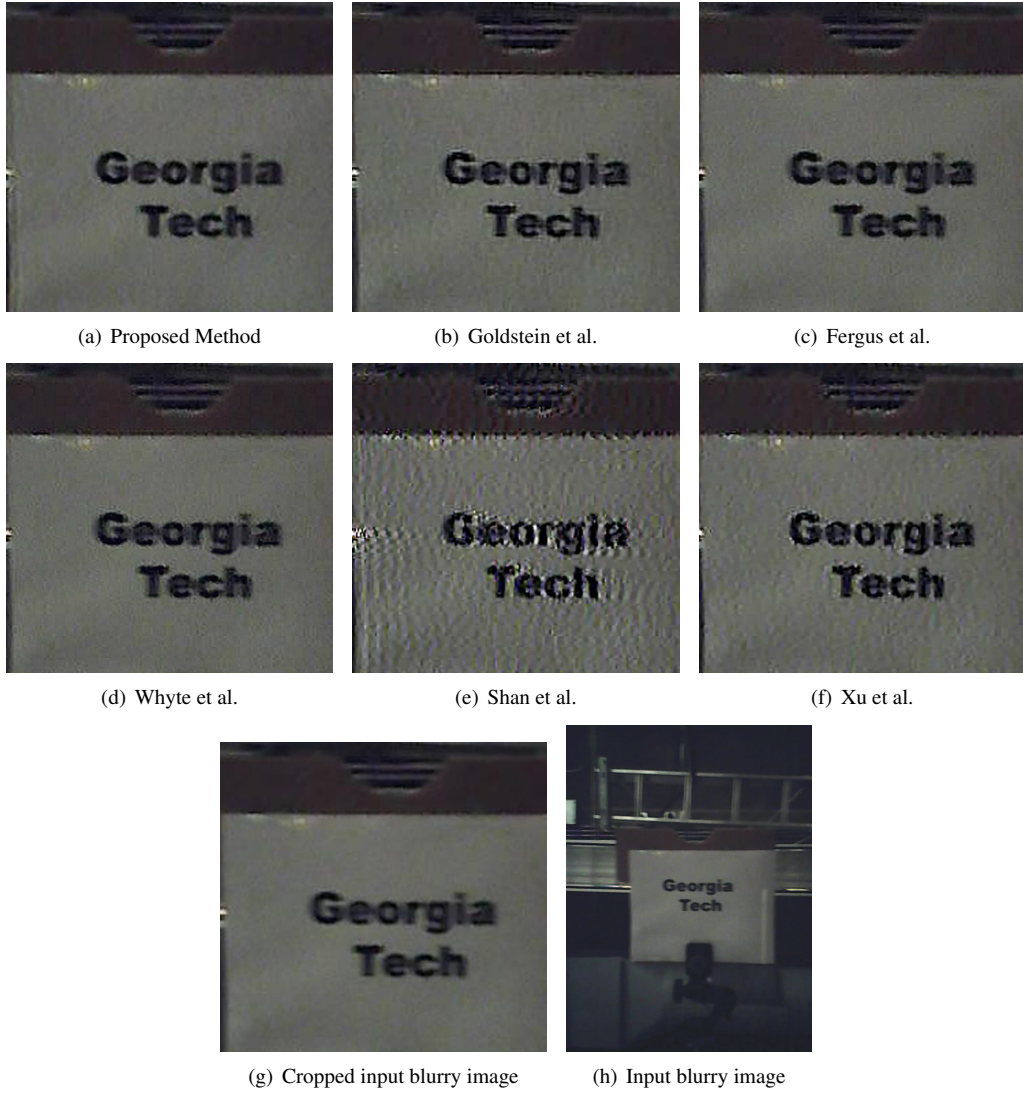 Georgia
Tech
Georgia
Tech
Georgia
Tech
(a) Proposed Method
(b) Goldstein et al.
(c) Fergus et al.
Georgia
Tech
Georgia
Tech
Georgia
Tech
(d) Whyte et al.
(e) Shan et al.
(f) Xu et al.
Georgia
Tech
Georgia
Tech
(g) Cropped input blurry image
(h) Input blurry image